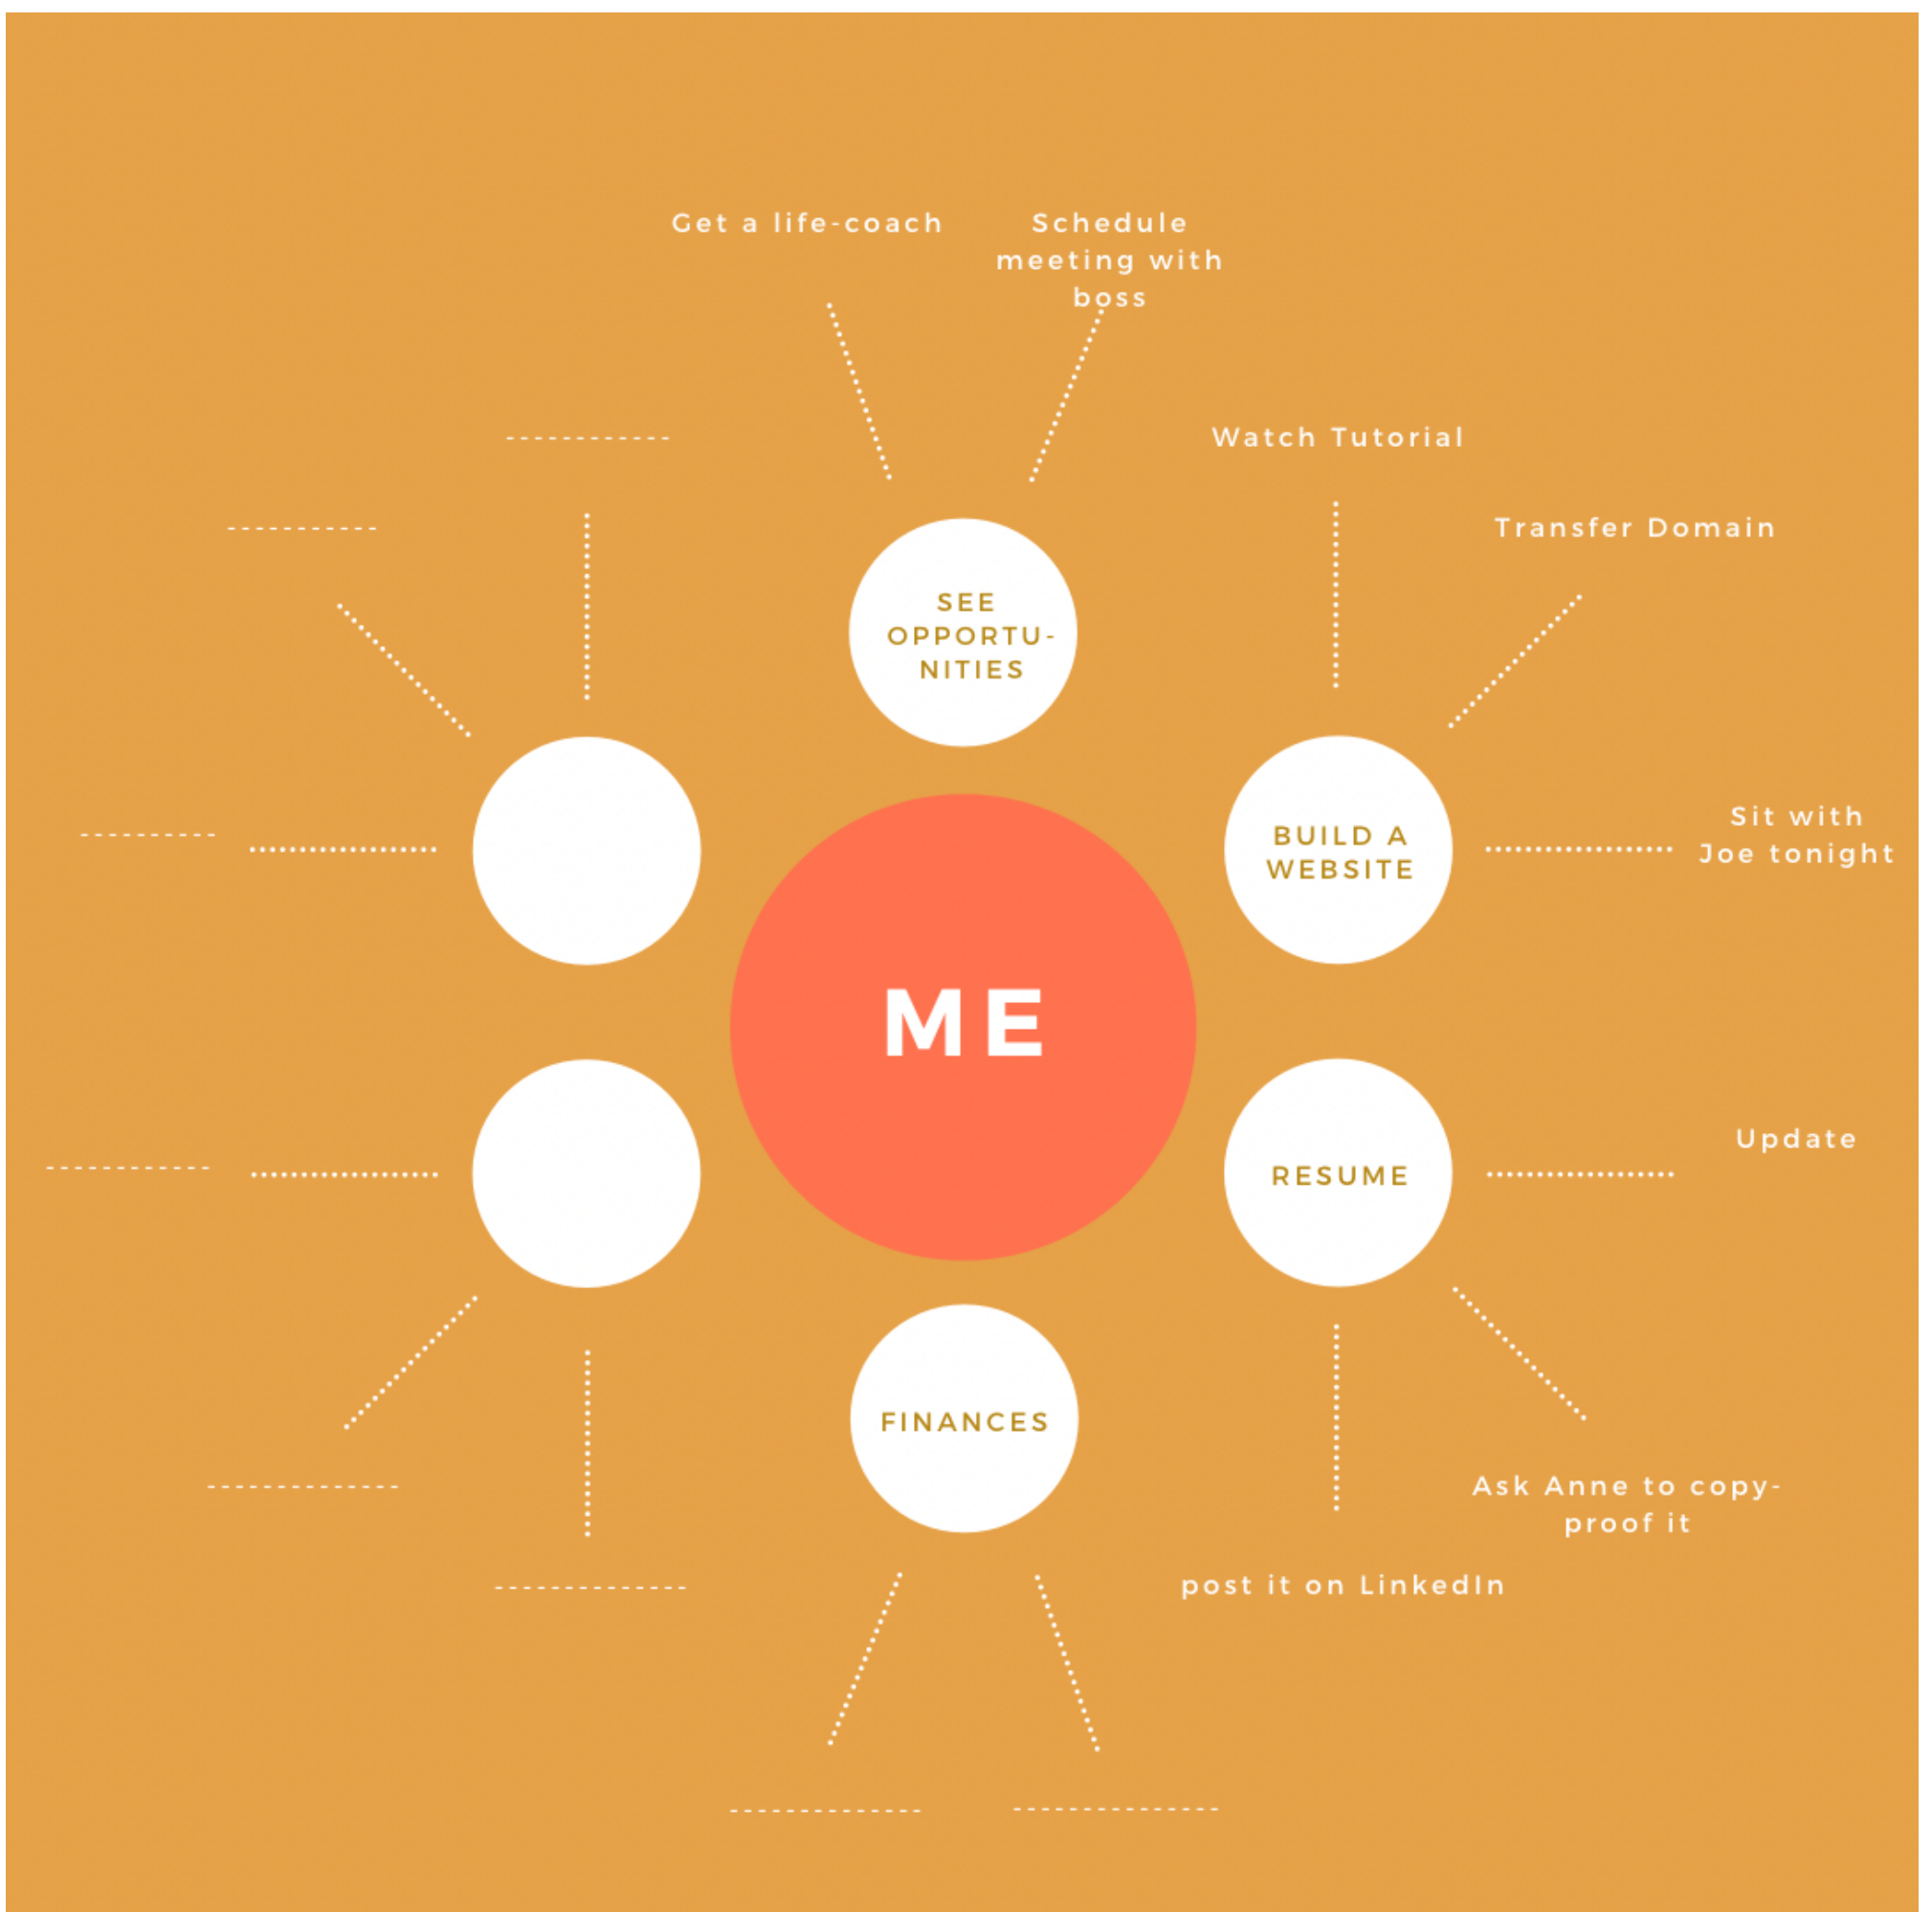 Get a life-coach
Schedule
meeting with
boss
Watch Tutorial
Transfer Domain
SEE
OPPORTU-
NITIES
BUILD A
WEBSITE
Sit with
Joe tonight
ME
RESUME
Update
FINANCES
Ask Anne to copy-
proof it
post it on LinkedIn